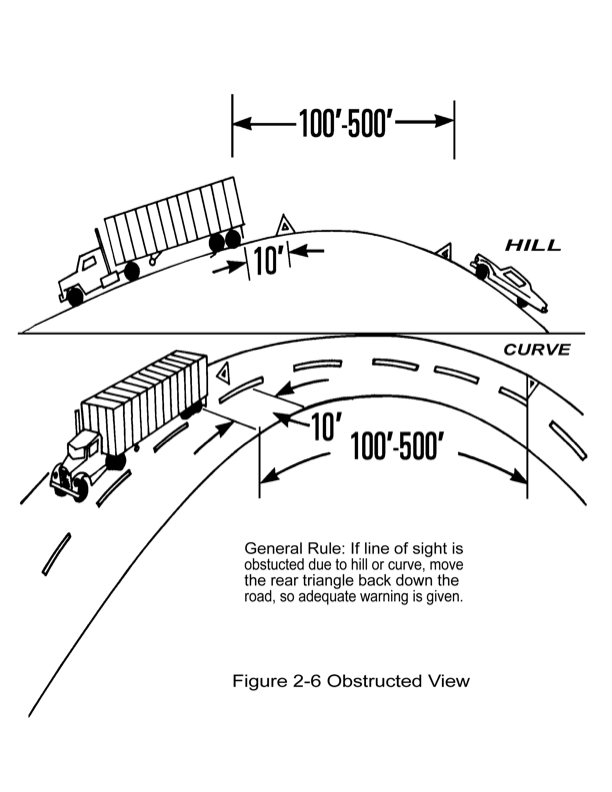 100'-500'
HILL
10'
CURVE
10'
100'-500'
General Rule: If line of sight is
obstucted due to hill or curve, move
the rear triangle back down the
road, so adequate warning is given.
Figure 2-6 Obstructed View